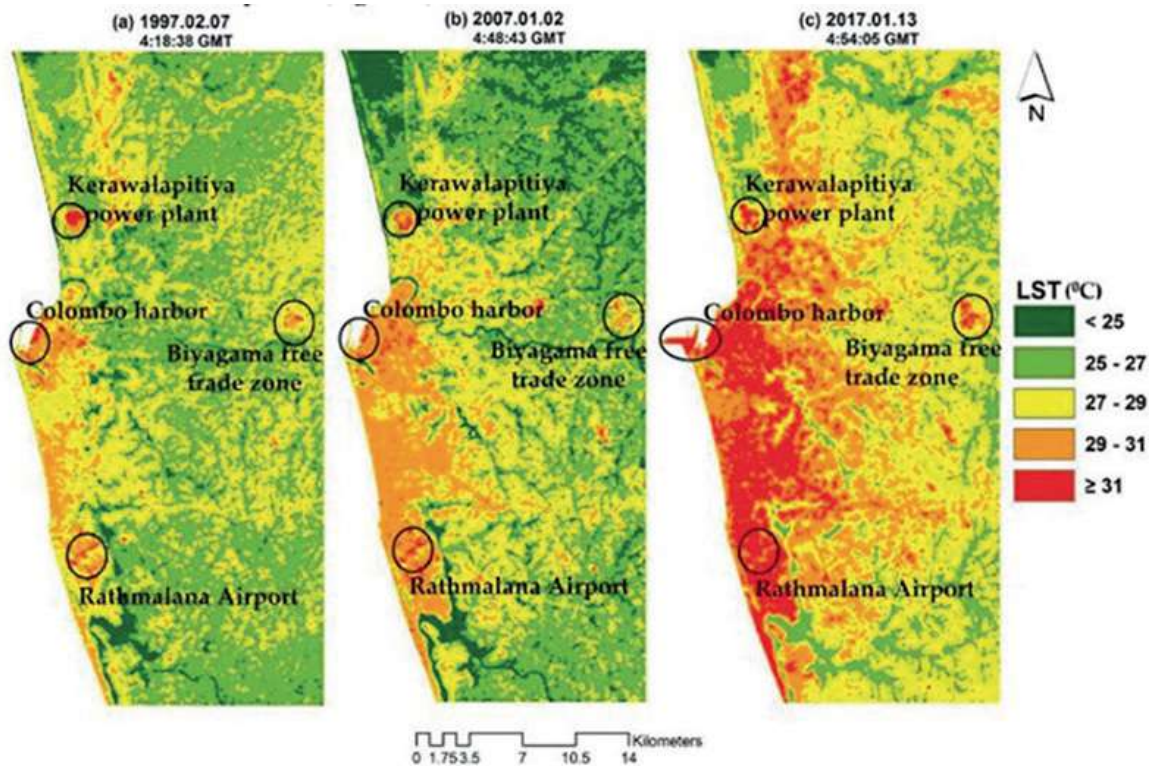 (a) 1997.02.07
4:18:38 GMT
(b) 2007.01.02
4:48:43 GMT
(c) 2017.01.13
4:54:05 GMT
N
Kerawalapitiya
power plant
Colombo harbor
Biyagama free
trade zone
Rathmalana Airport
Kerawalapitiya
power plant
Colombo harbor
Biyagama free
trade zone
Rathmalana Airport
Kerawalapitiya
power plant
Colombo harbor
Biyagama free
trade zone
Rathmalana Airport
LST (⁰C)
< 25
25 - 27
27 - 29
29 - 31
≥ 31
Kilometers
0 1.75 3.5 7 10.5 14